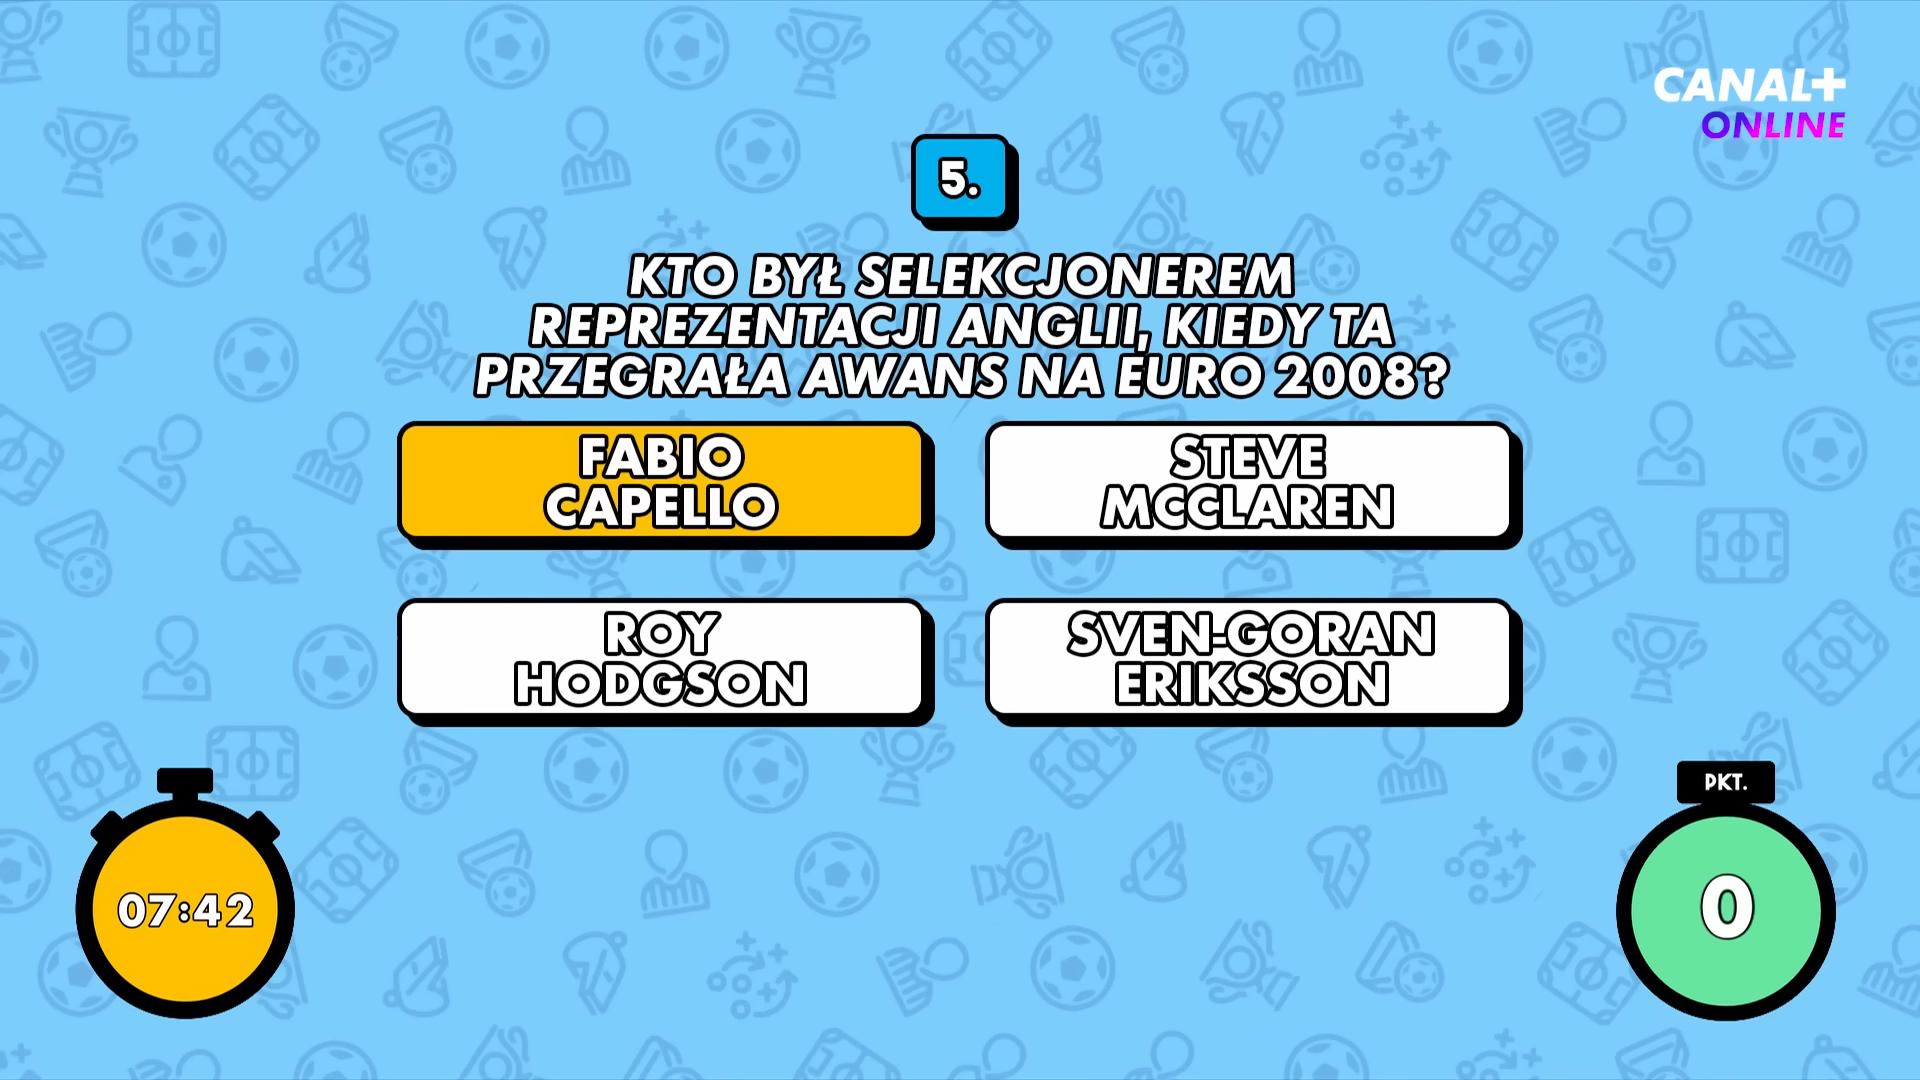 CANAL+
ONLINE
5.
KTO BYŁ SELEKCJONEREM
REPREZENTACJI ANGLII, KIEDY TA
PRZEGRAŁA AWANS NA EURO 2008?
FABIO
CAPELLO
STEVE
MCCLAREN
ROY
HODGSON
SVEN-GORAN
ERIKSSON
07:42
PKT.
0